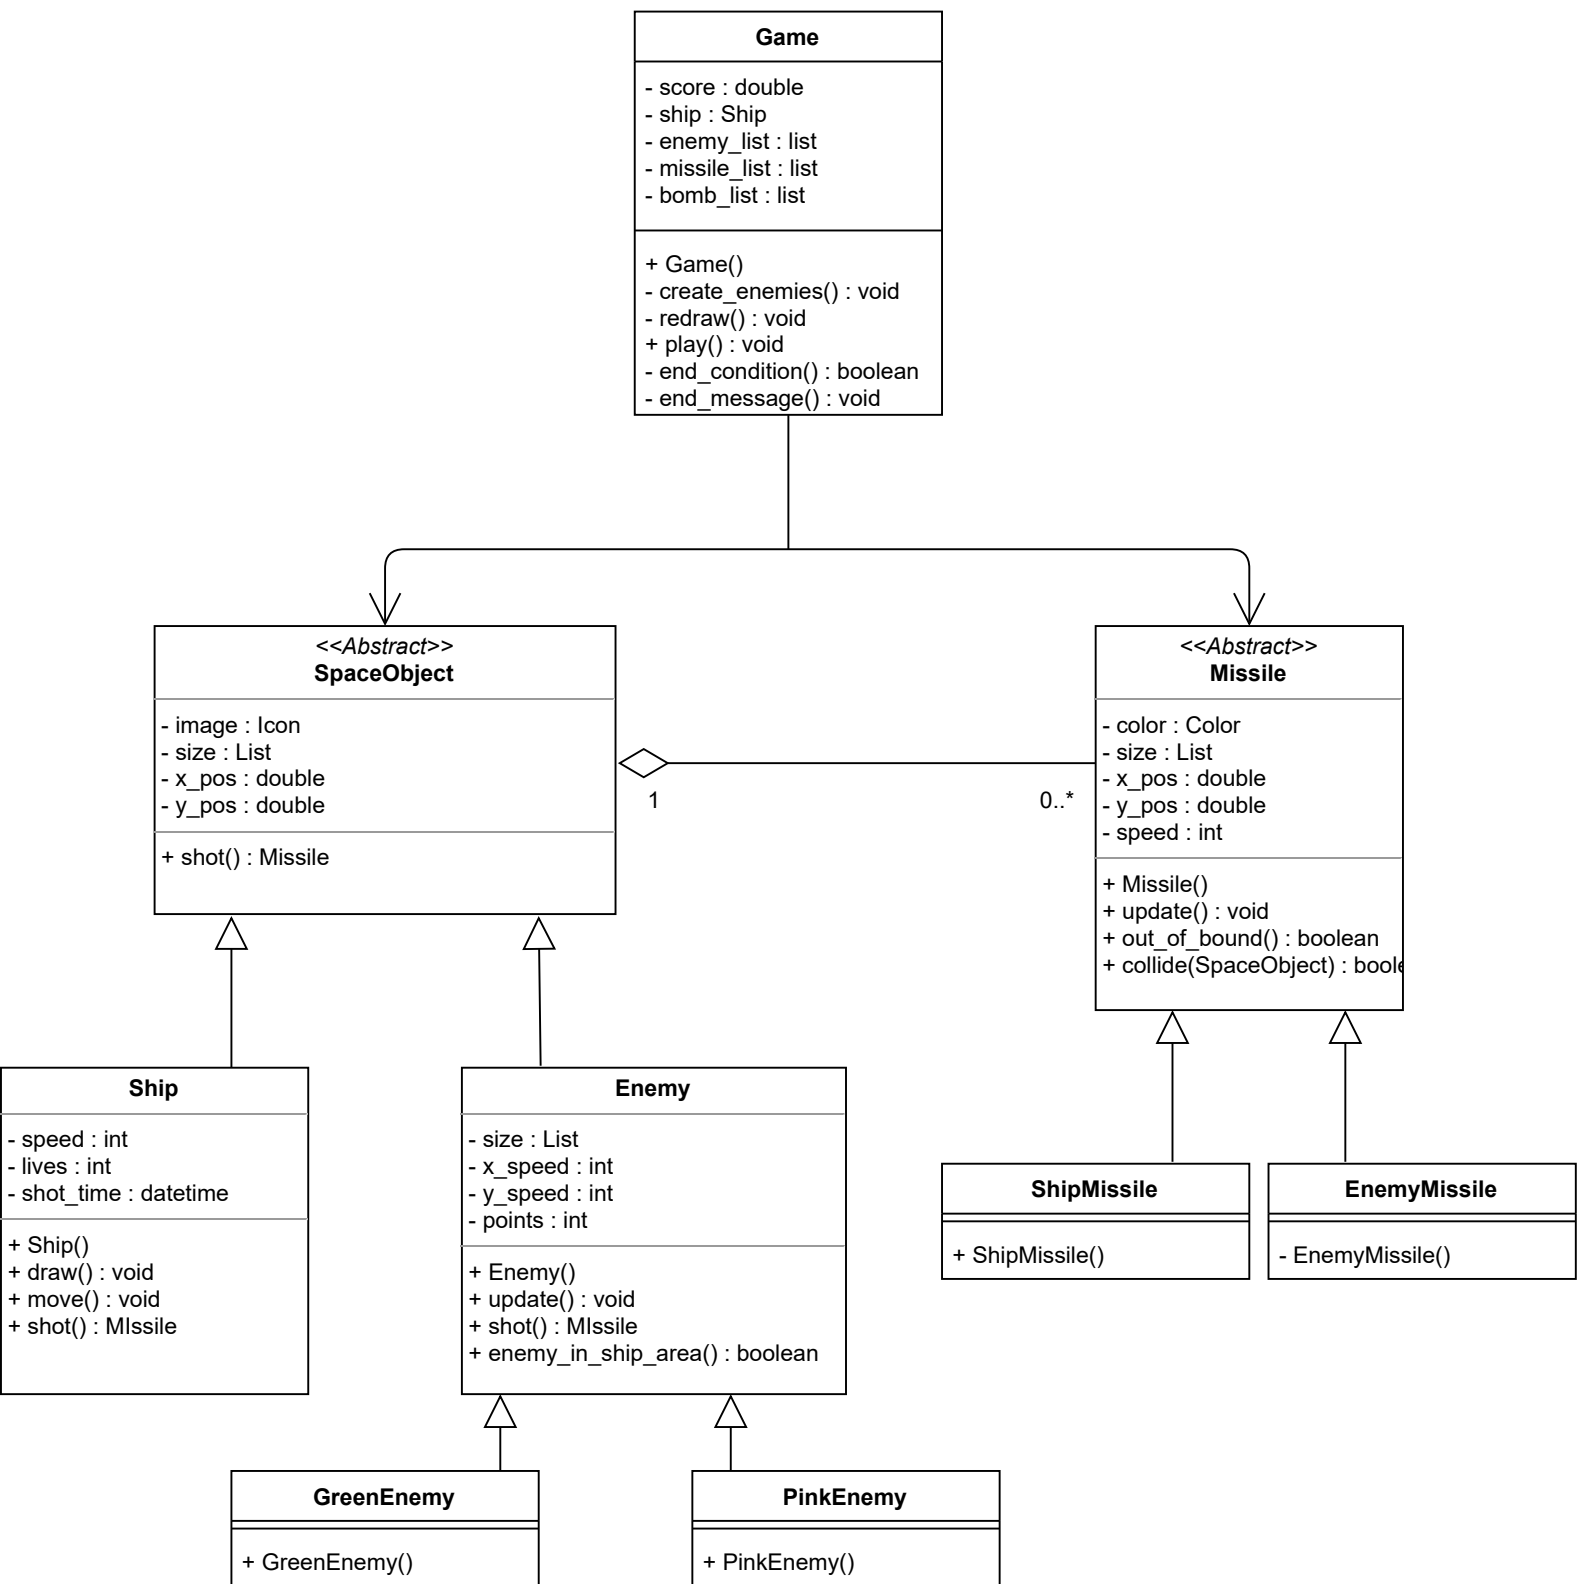 Game
- score : double
- ship : Ship
- enemy_list : list
- missile_list : list
- bomb_list : list
+ Game()
- create_enemies() : void
- redraw() : void
+ play() : void
- end_condition() : boolean
- end_message() : void
<<Abstract>>
SpaceObject
- image : Icon
- size : List
- x_pos : double
- y_pos : double
+ shot() : Missile
1
0..*
<<Abstract>>
Missile
- color : Color
- size : List
- x_pos : double
- y_pos : double
- speed : int
+ Missile()
+ update() : void
+ out_of_bound() : boolean
+ collide(SpaceObject) : boole
Ship
- speed : int
- lives : int
- shot_time : datetime
+ Ship()
+ draw() : void
+ move() : void
+ shot() : MIssile
Enemy
- size : List
- x_speed : int
- y_speed : int
- points : int
+ Enemy()
+ update() : void
+ shot() : MIssile
+ enemy_in_ship_area() : boolean
ShipMissile
+ ShipMissile()
EnemyMissile
- EnemyMissile()
GreenEnemy
+ GreenEnemy()
PinkEnemy
+ PinkEnemy()